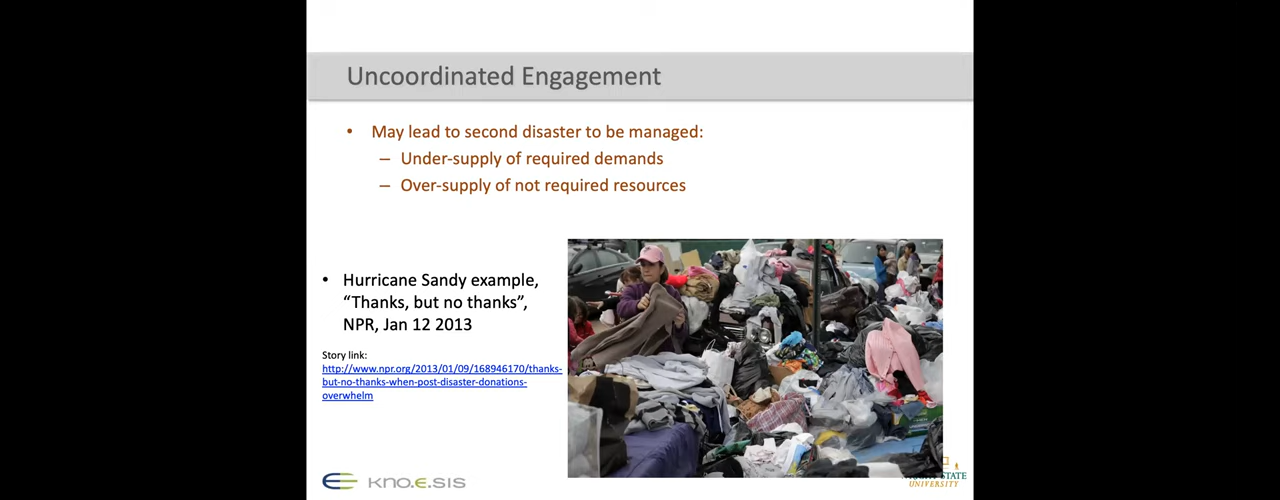 Uncoordinated Engagement
• May lead to second disaster to be managed:
– Under-supply of required demands
– Over-supply of not required resources
• Hurricane Sandy example,
“Thanks, but no thanks”,
NPR, Jan 12 2013
Story link:
http://www.npr.org/2013/01/09/168946170/thanks-
but-no-thanks-when-post-disaster-donations-
overwhelm
kno.e.sis
STATE
UNIVERSITY